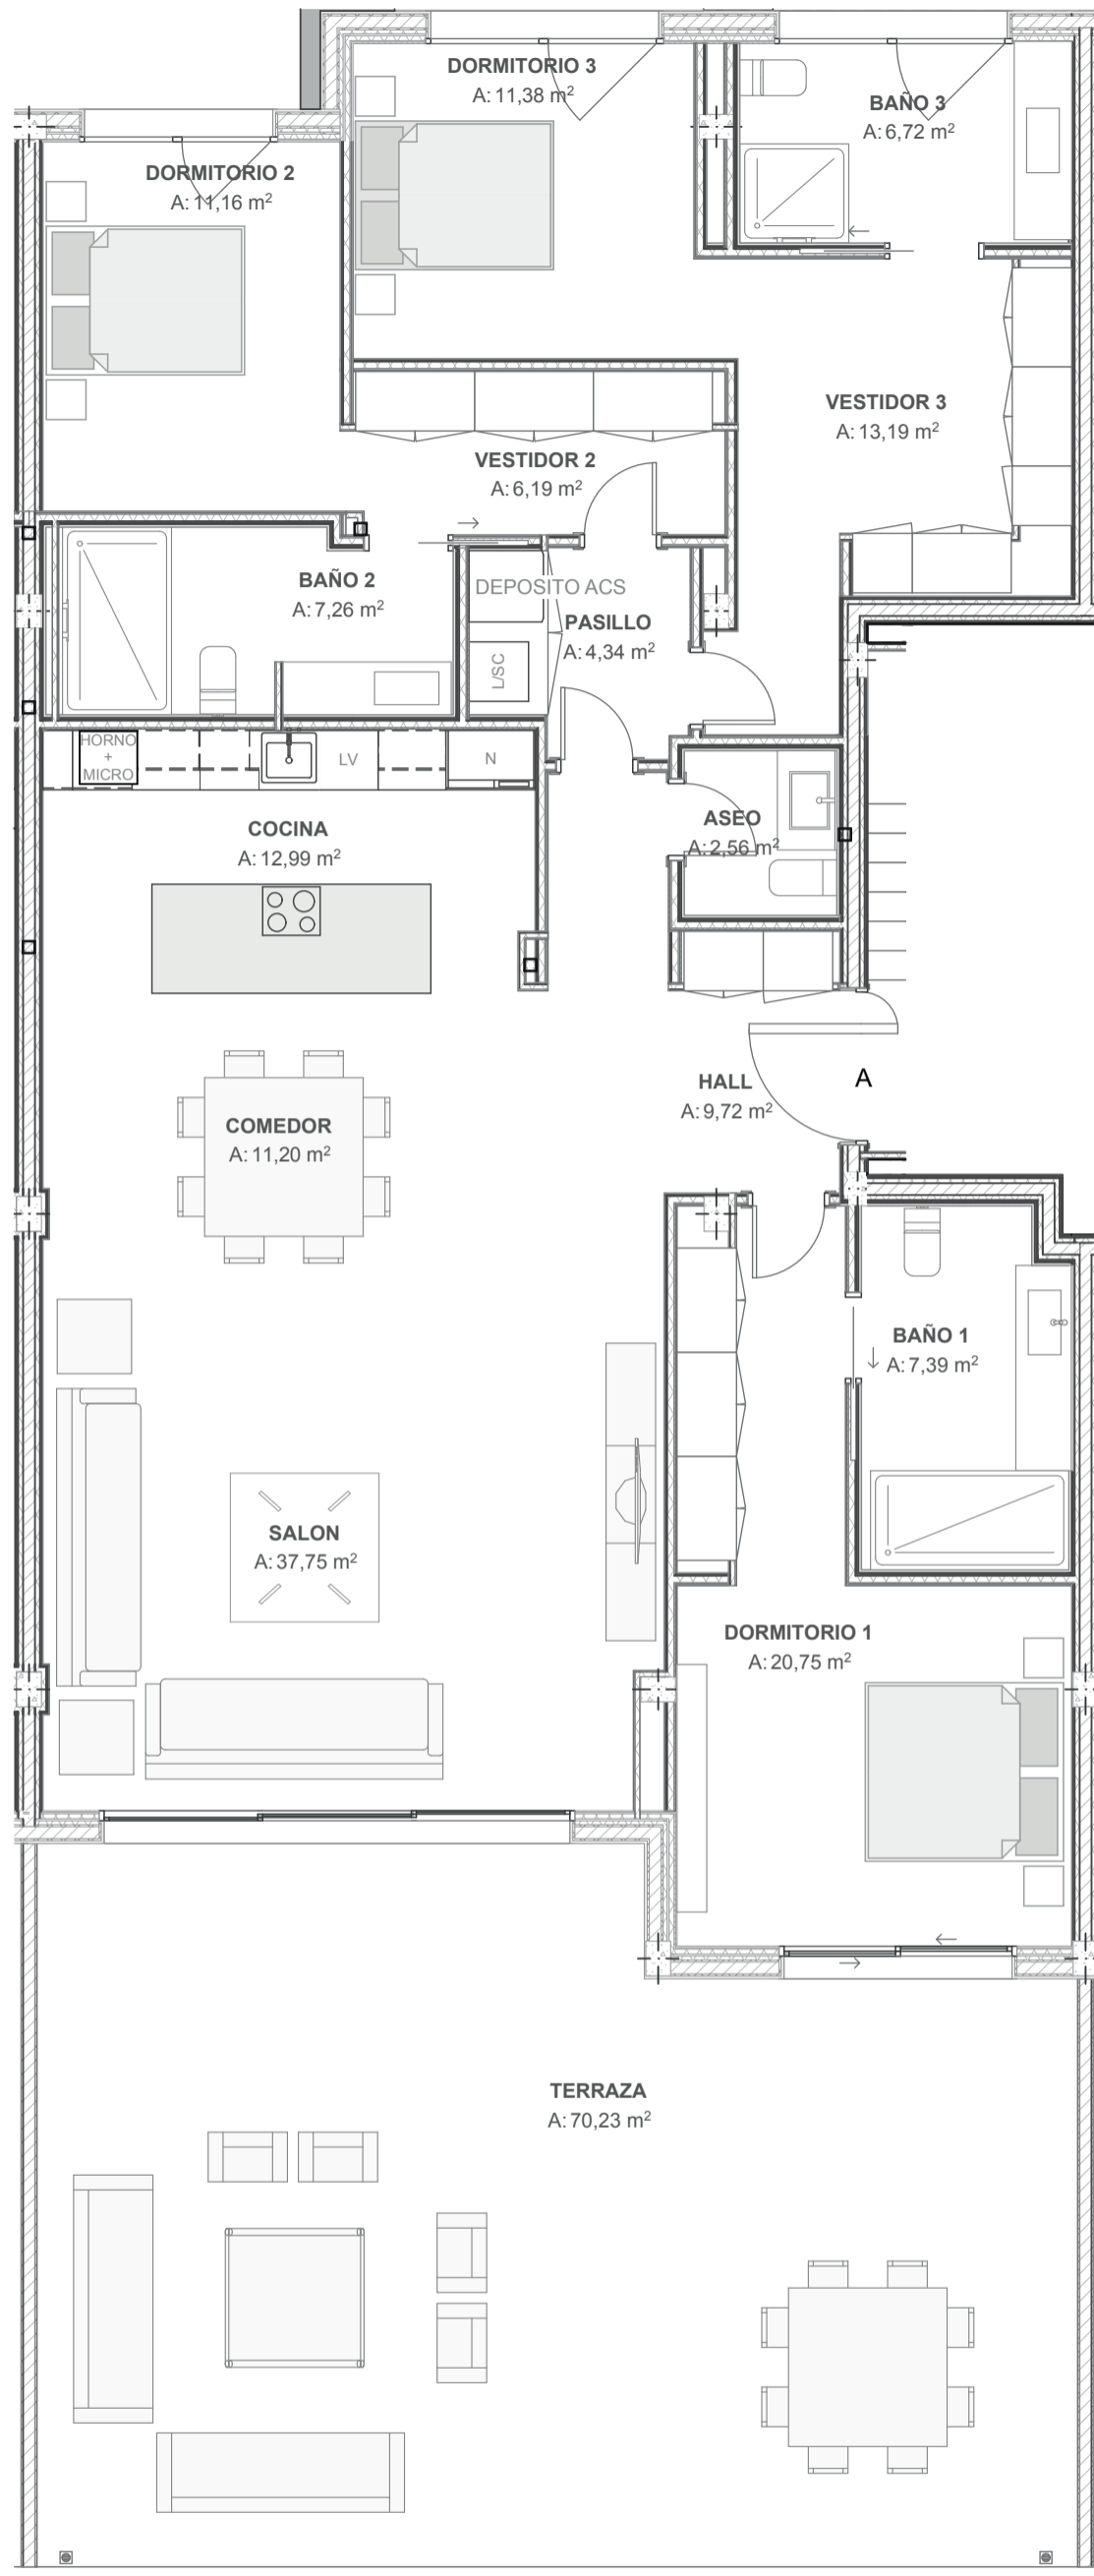 DORMITORIO 3
A: 11,38 m²
BAÑO 3
A: 6,72 m²
DORMITORIO 2
A: 11,16 m²
VESTIDOR 3
A: 13,19 m²
VESTIDOR 2
A: 6,19 m²
BAÑO 2
A: 7,26 m²
DEPOSITO ACS
PASILLO
A: 4,34 m²
L/SC
HORNO
+
MICRO
LV
N
COCINA
A: 12,99 m²
ASEO
A: 2,56 m²
HALL
A: 9,72 m²
A
COMEDOR
A: 11,20 m²
BAÑO 1
A: 7,39 m²
SALON
A: 37,75 m²
DORMITORIO 1
A: 20,75 m²
TERRAZA
A: 70,23 m²